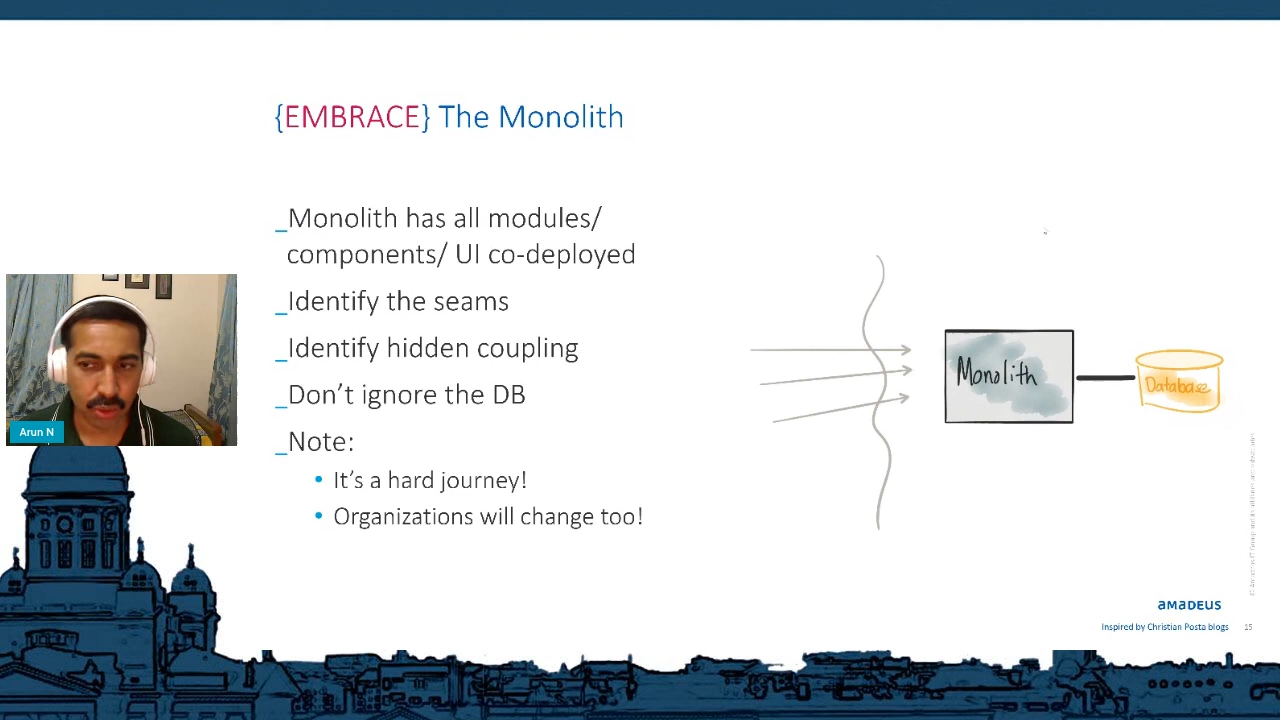 {EMBRACE} The Monolith
_Monolith has all modules/
components/ UI co-deployed
_Identify the seams
_Identify hidden coupling
_Don't ignore the DB
_Note:
• It's a hard journey!
• Organizations will change too!
Monolith
Database
Arun N
amadeus
Inspired by Christian Posta blogs
15